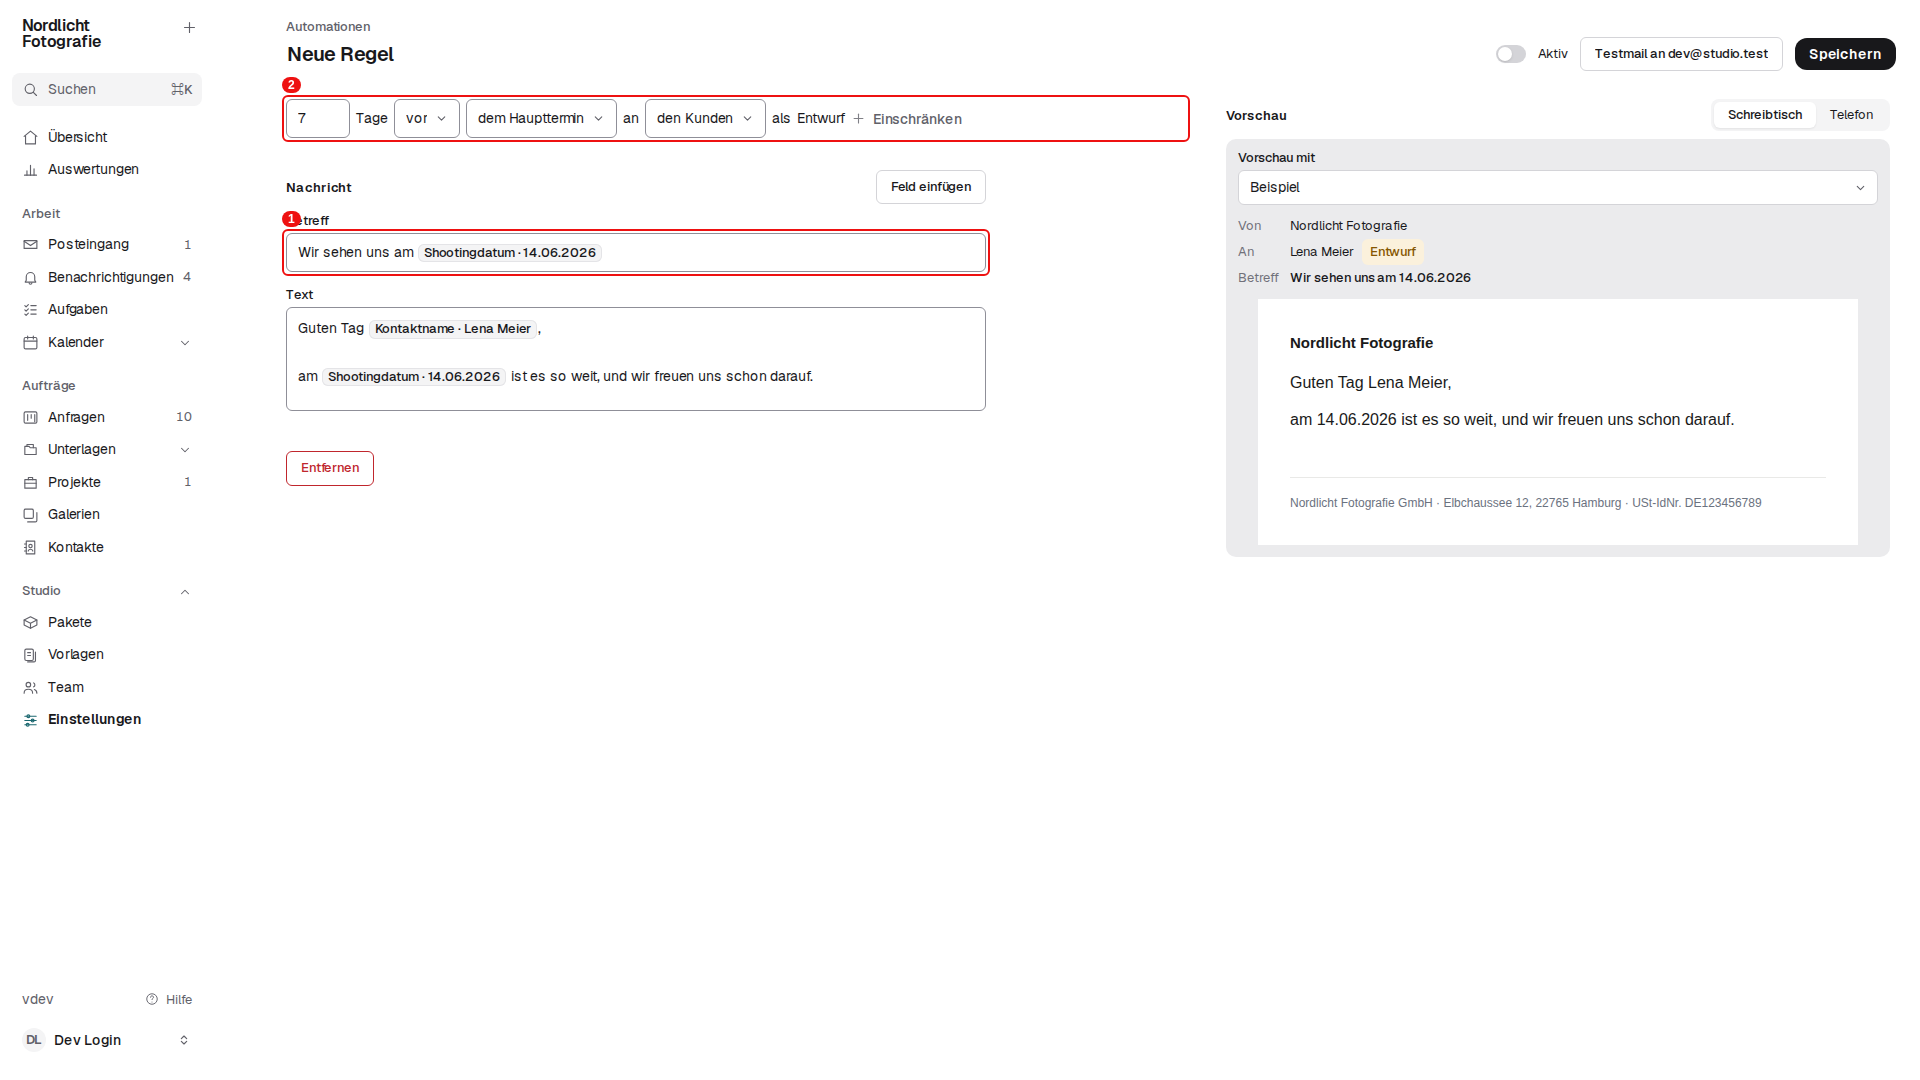 Nordlicht
Fotografie
Suchen ⌘K
Übersicht
Auswertungen
Arbeit
Posteingang 1
Benachrichtigungen 4
Aufgaben
Kalender
Aufträge
Anfragen 10
Unterlagen
Projekte 1
Galerien
Kontakte
Studio
Pakete
Vorlagen
Team
Einstellungen
vdev Hilfe
DL Dev Login
Automationen
Neue Regel
Aktiv Testmail an dev@studio.test Speichern
2
7 Tage vor dem Haupttermin an den Kunden als Entwurf + Einschränken
Nachricht Feld einfügen
1 etreff
Wir sehen uns am Shootingdatum · 14.06.2026
Text
Guten Tag Kontaktname · Lena Meier,
am Shootingdatum · 14.06.2026 ist es so weit, und wir freuen uns schon darauf.
Entfernen
Vorschau Schreibtisch Telefon
Vorschau mit
Beispiel
Von Nordlicht Fotografie
An Lena Meier Entwurf
Betreff Wir sehen uns am 14.06.2026
Nordlicht Fotografie
Guten Tag Lena Meier,
am 14.06.2026 ist es so weit, und wir freuen uns schon darauf.
Nordlicht Fotografie GmbH · Elbchaussee 12, 22765 Hamburg · USt-IdNr. DE123456789